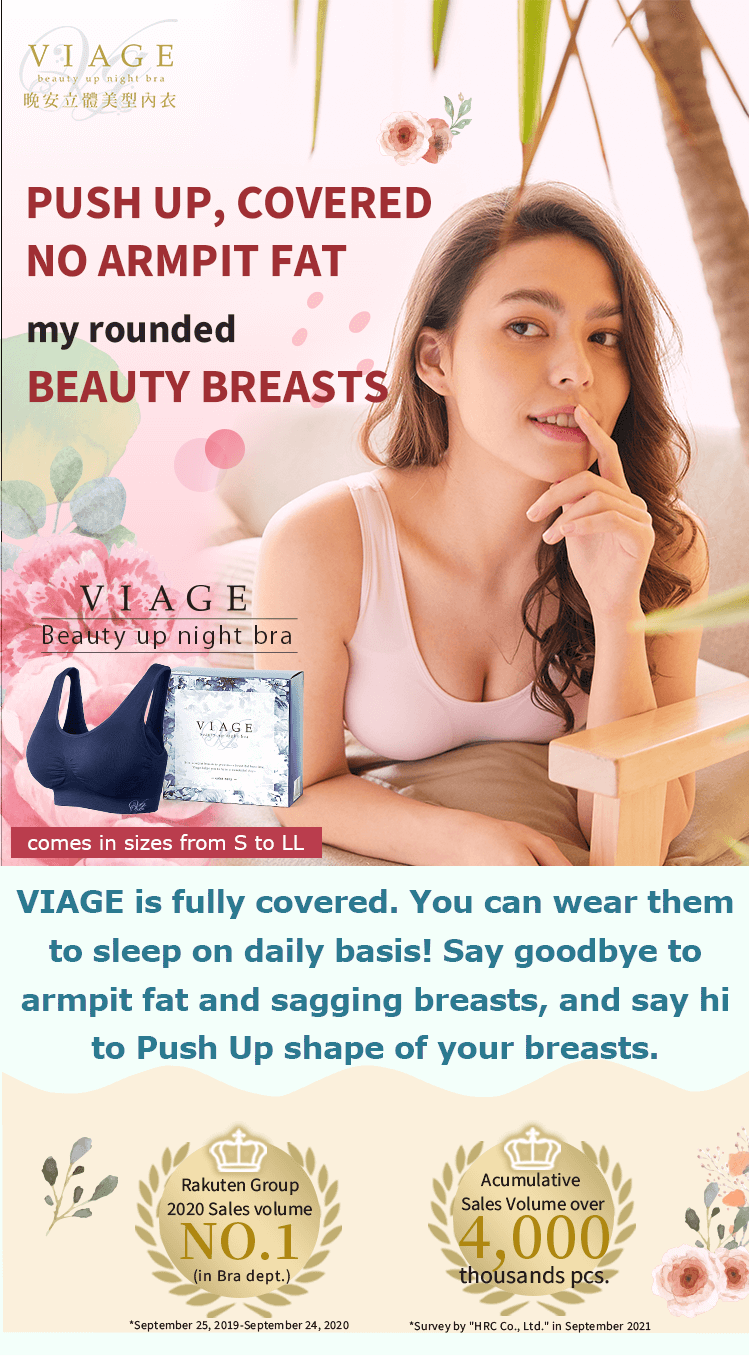 VIAGE
beauty up night bra
晚安立體美型內衣
PUSH UP, COVERED
NO ARMPIT FAT
my rounded
BEAUTY BREASTS
VIAGE
Beauty up night bra
VIAGE
beauty up night bra
comes in sizes from S to LL
VIAGE is fully covered. You can wear them
to sleep on daily basis! Say goodbye to
armpit fat and sagging breasts, and say hi
to Push Up shape of your breasts.
Rakuten Group
2020 Sales volume
NO.1
(in Bra dept.)
*September 25, 2019-September 24, 2020
Acumulative
Sales Volume over
4,000
thousands pcs.
*Survey by "HRC Co., Ltd." in September 2021